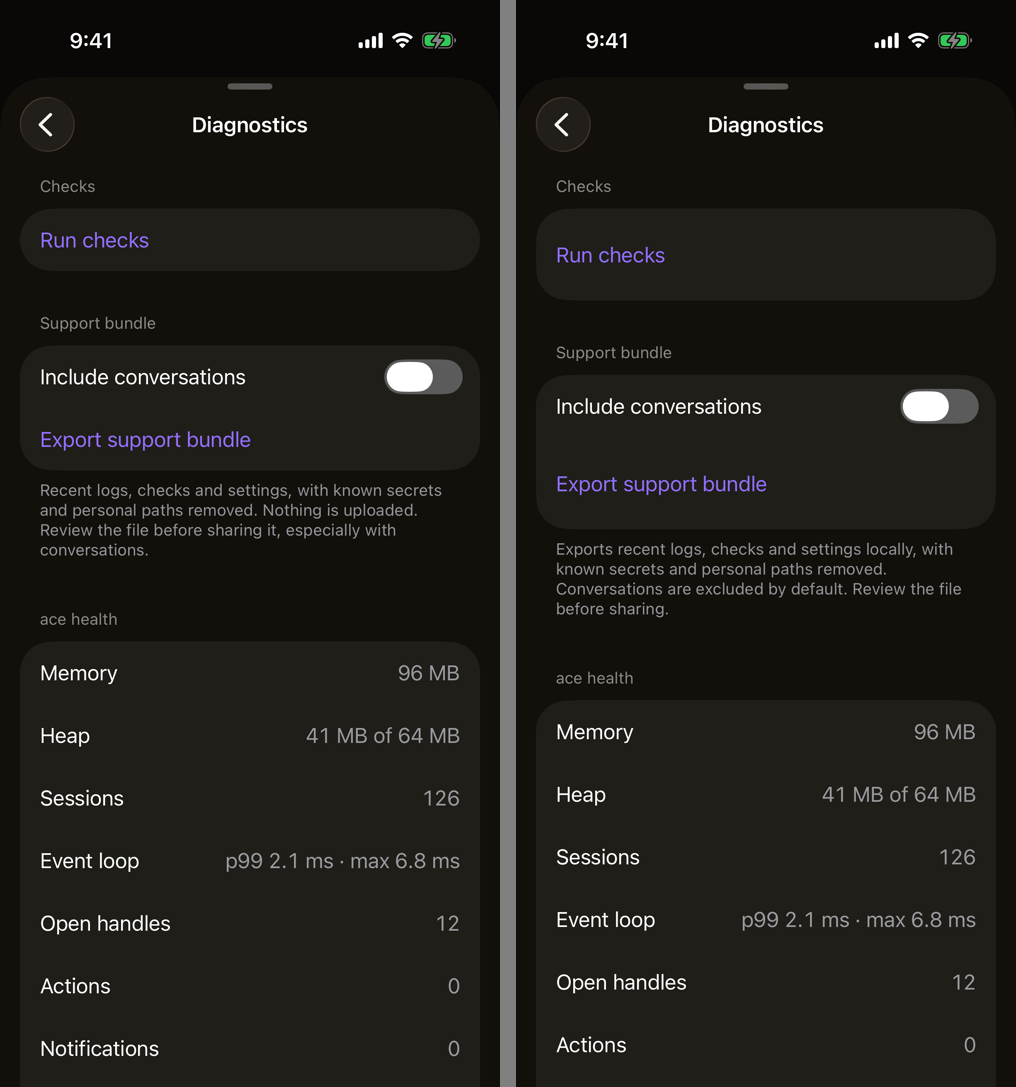 9:41
Diagnostics
Checks
Run checks
Support bundle
Include conversations
Export support bundle
Recent logs, checks and settings, with known secrets
and personal paths removed. Nothing is uploaded.
Review the file before sharing it, especially with
conversations.
ace health
Memory 96 MB
Heap 41 MB of 64 MB
Sessions 126
Event loop p99 2.1 ms · max 6.8 ms
Open handles 12
Actions 0
Notifications 0
9:41
Diagnostics
Checks
Run checks
Support bundle
Include conversations
Export support bundle
Exports recent logs, checks and settings locally, with
known secrets and personal paths removed.
Conversations are excluded by default. Review the file
before sharing.
ace health
Memory 96 MB
Heap 41 MB of 64 MB
Sessions 126
Event loop p99 2.1 ms · max 6.8 ms
Open handles 12
Actions 0